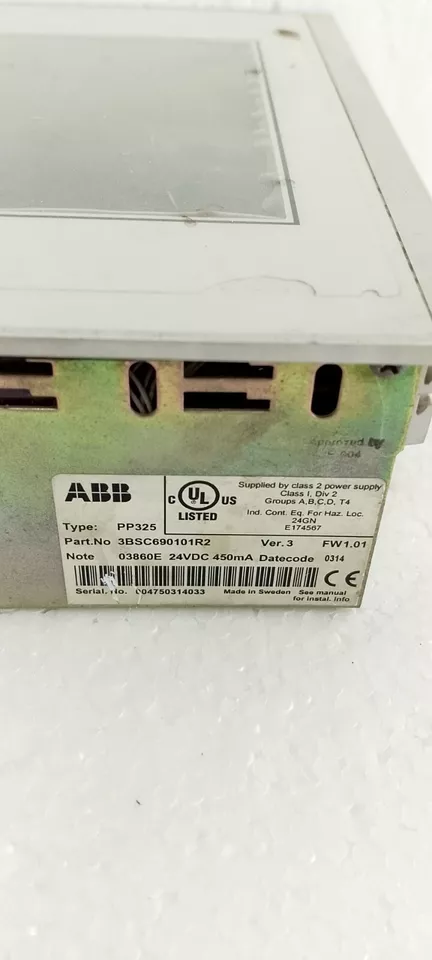 Approved
004
ABB
C UL US
LISTED
Supplied by class 2 power supply
Class I, Div 2
Groups A,B,C,D, T4
Ind. Cont. Eq. For Haz. Loc.
24GN
E174567
Type: PP325
Part.No 3BSC690101R2 Ver. 3 FW1.01
Note 03860E 24VDC 450mA Datecode 0314
CE
Serial. No. 004750314033 Made in Sweden See manual
for instal. info